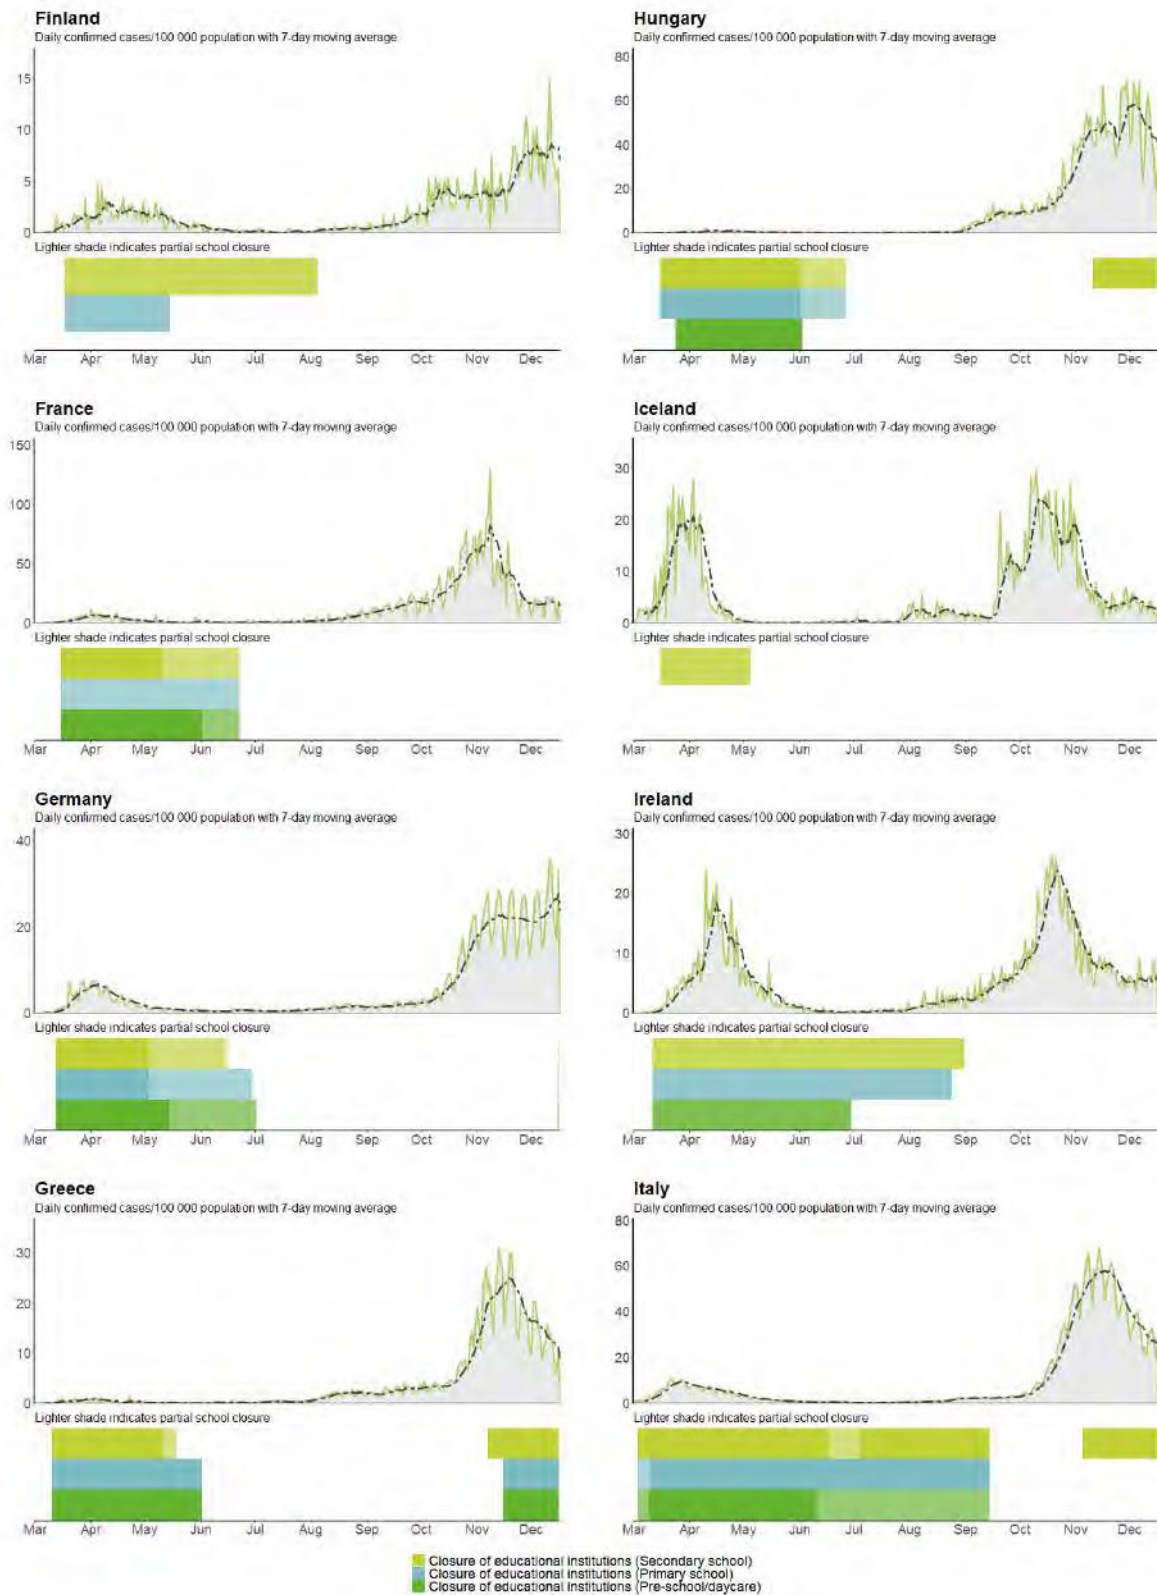 Finland
Daily confirmed cases/100 000 population with 7-day moving average
15
10
5
0
Lighter shade indicates partial school closure
Mar Apr May Jun Jul Aug Sep Oct Nov Dec
Hungary
Daily confirmed cases/100 000 population with 7-day moving average
80
60
40
20
0
Lighter shade indicates partial school closure
Mar Apr May Jun Jul Aug Sep Oct Nov Dec
France
Daily confirmed cases/100 000 population with 7-day moving average
150
100
50
0
Lighter shade indicates partial school closure
Mar Apr May Jun Jul Aug Sep Oct Nov Dec
Iceland
Daily confirmed cases/100 000 population with 7-day moving average
30
20
10
0
Lighter shade indicates partial school closure
Mar Apr May Jun Jul Aug Sep Oct Nov Dec
Germany
Daily confirmed cases/100 000 population with 7-day moving average
40
20
0
Lighter shade indicates partial school closure
Mar Apr May Jun Jul Aug Sep Oct Nov Dec
Ireland
Daily confirmed cases/100 000 population with 7-day moving average
30
20
10
0
Lighter shade indicates partial school closure
Mar Apr May Jun Jul Aug Sep Oct Nov Dec
Greece
Daily confirmed cases/100 000 population with 7-day moving average
30
20
10
0
Lighter shade indicates partial school closure
Mar Apr May Jun Jul Aug Sep Oct Nov Dec
Italy
Daily confirmed cases/100 000 population with 7-day moving average
80
60
40
20
0
Lighter shade indicates partial school closure
Mar Apr May Jun Jul Aug Sep Oct Nov Dec
Closure of educational institutions (Secondary school)
Closure of educational institutions (Primary school)
Closure of educational institutions (Pre-school/daycare)